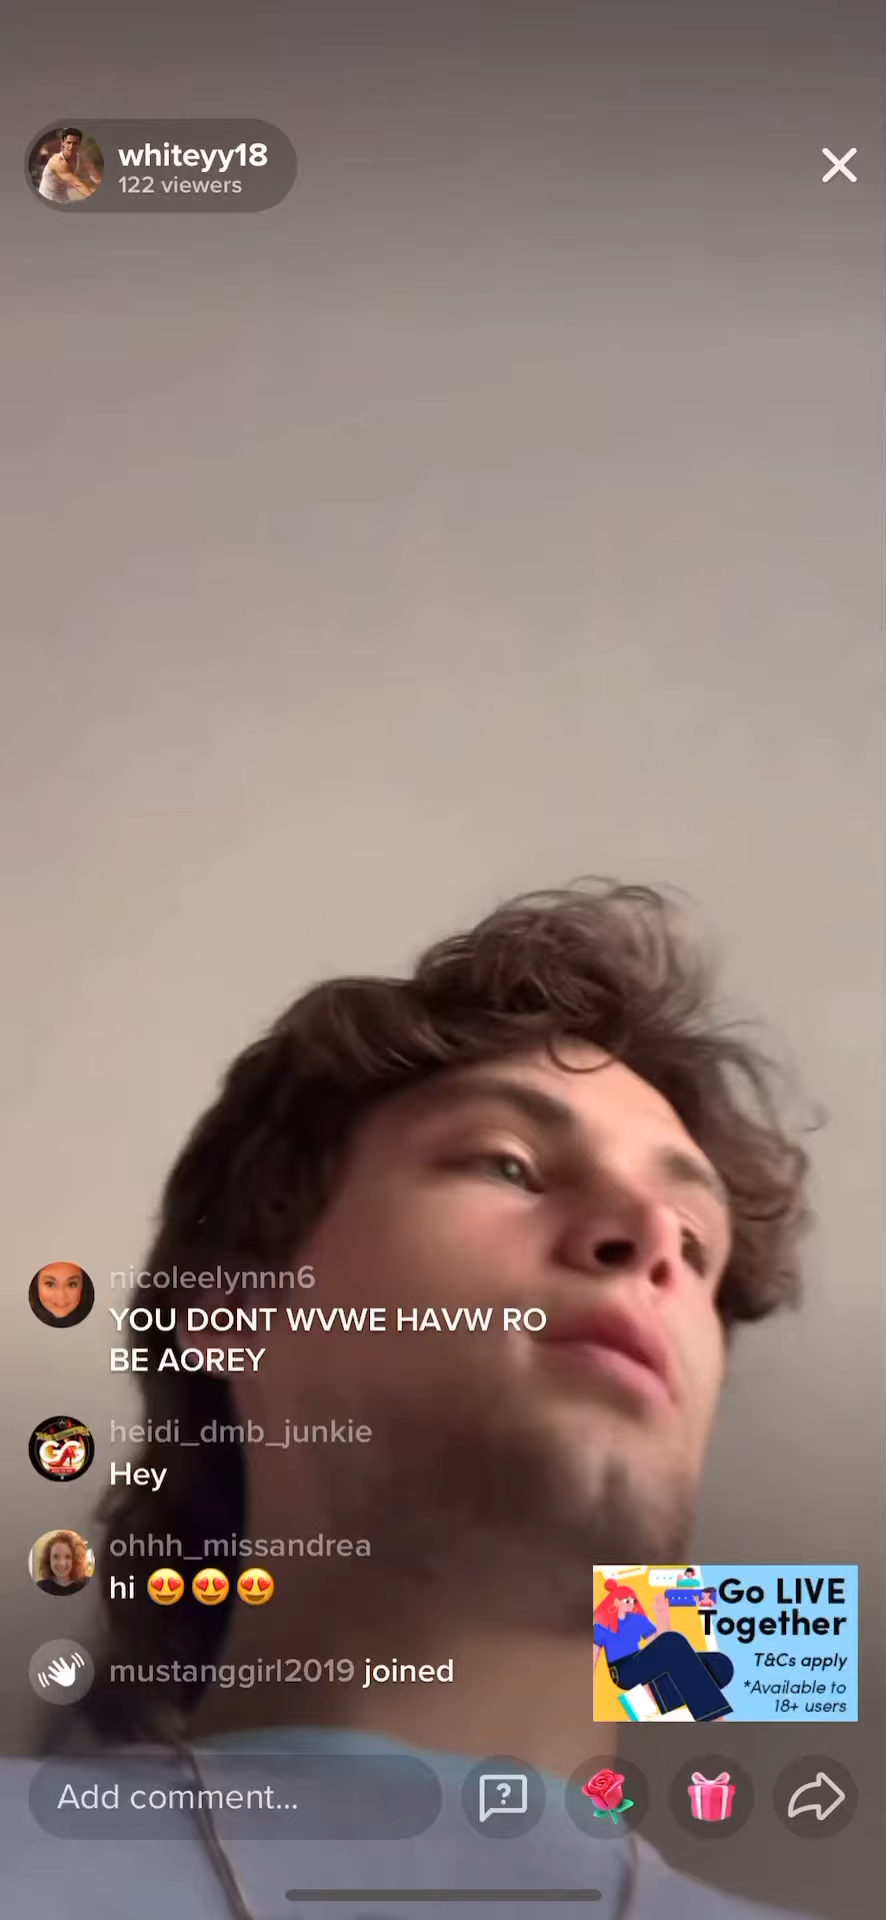 whiteyy18
122 viewers
nicoleelynnn6
YOU DONT WVWE HAVW RO
BE AOREY
heidi_dmb_junkie
Hey
ohhh_missandrea
hi 😍😍😍
mustanggirl2019 joined
Go LIVE
Together
T&Cs apply
*Available to
18+ users
Add comment...